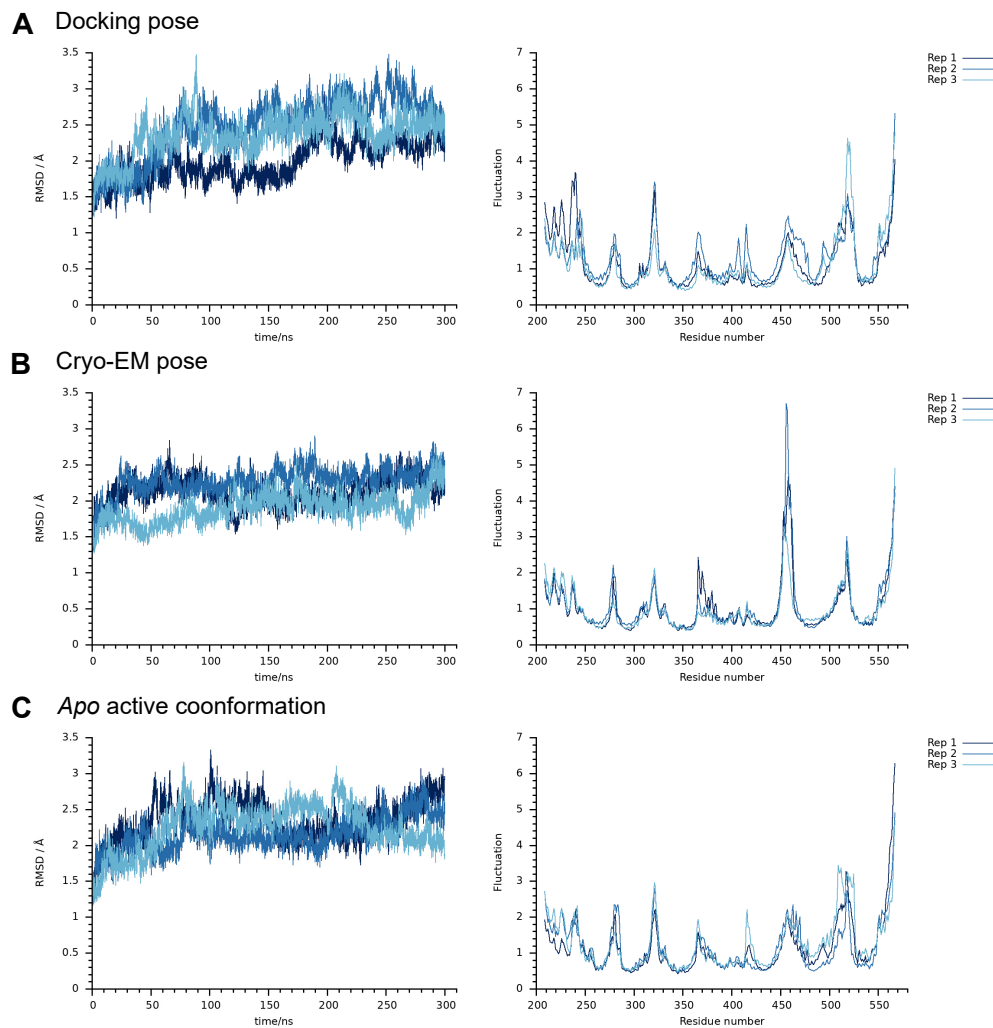 A Docking pose
3.5
3
2.5
2
1.5
1
0.5
0
RMSD / Å
0 50 100 150 200 250 300
time/ns
7
6
5
4
3
2
1
0
Fluctuation
200 250 300 350 400 450 500 550
Residue number
Rep 1
Rep 2
Rep 3
B Cryo-EM pose
3.5
3
2.5
2
1.5
1
0.5
0
RMSD / Å
0 50 100 150 200 250 300
time/ns
7
6
5
4
3
2
1
0
Fluctuation
200 250 300 350 400 450 500 550
Residue number
Rep 1
Rep 2
Rep 3
C Apo active coonformation
3.5
3
2.5
2
1.5
1
0.5
0
RMSD / Å
0 50 100 150 200 250 300
time/ns
7
6
5
4
3
2
1
0
Fluctuation
200 250 300 350 400 450 500 550
Residue number
Rep 1
Rep 2
Rep 3